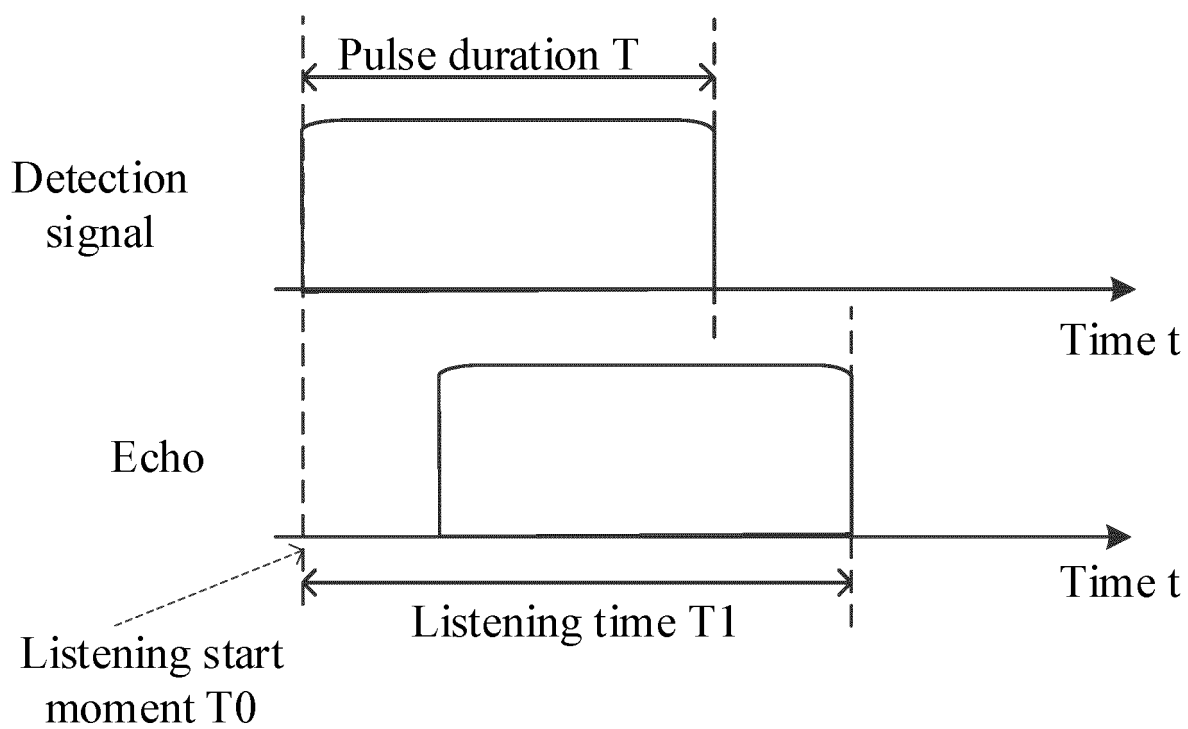 Pulse duration T
Detection
signal
Time t
Echo
Time t
Listening time T1
Listening start
moment T0